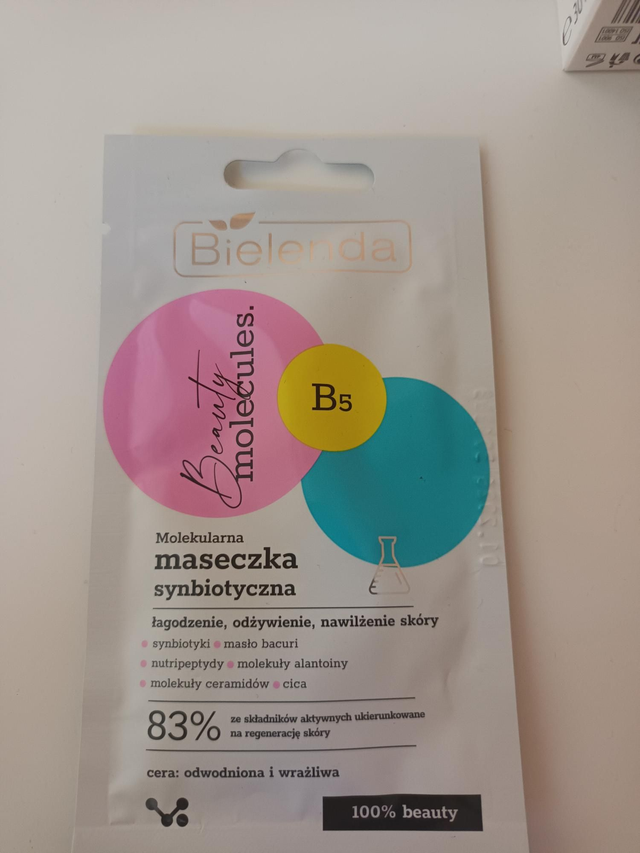 Bielenda
Beauty
molecules.
B5
Molekularna
maseczka
synbiotyczna
łagodzenie, odżywienie, nawilżenie skóry
synbiotyki • masło bacuri
• nutripeptydy • molekuły alantoiny
• molekuły ceramidów • cica
83% ze składników aktywnych ukierunkowane
na regenerację skóry
cera: odwodniona i wrażliwa
100% beauty